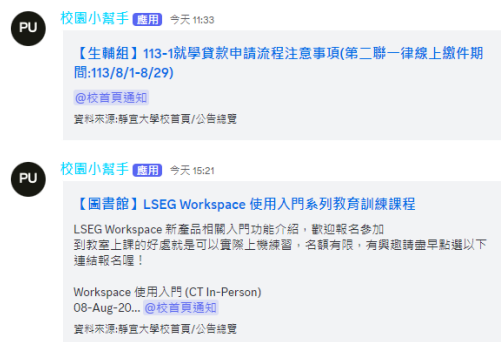 PU
校園小幫手 應用 今天 11:33
【生輔組】113-1就學貸款申請流程注意事項(第二聯一律線上繳件期
間:113/8/1-8/29)
@校首頁通知
資料來源:靜宜大學校首頁/公告總覽
PU
校園小幫手 應用 今天 15:21
【圖書館】LSEG Workspace 使用入門系列教育訓練課程
LSEG Workspace 新產品相關入門功能介紹，歡迎報名參加
到教室上課的好處就是可以實際上機練習，名額有限，有興趣請盡早點選以下
連結報名喔！
Workspace 使用入門 (CT In-Person)
08-Aug-20... @校首頁通知
資料來源:靜宜大學校首頁/公告總覽